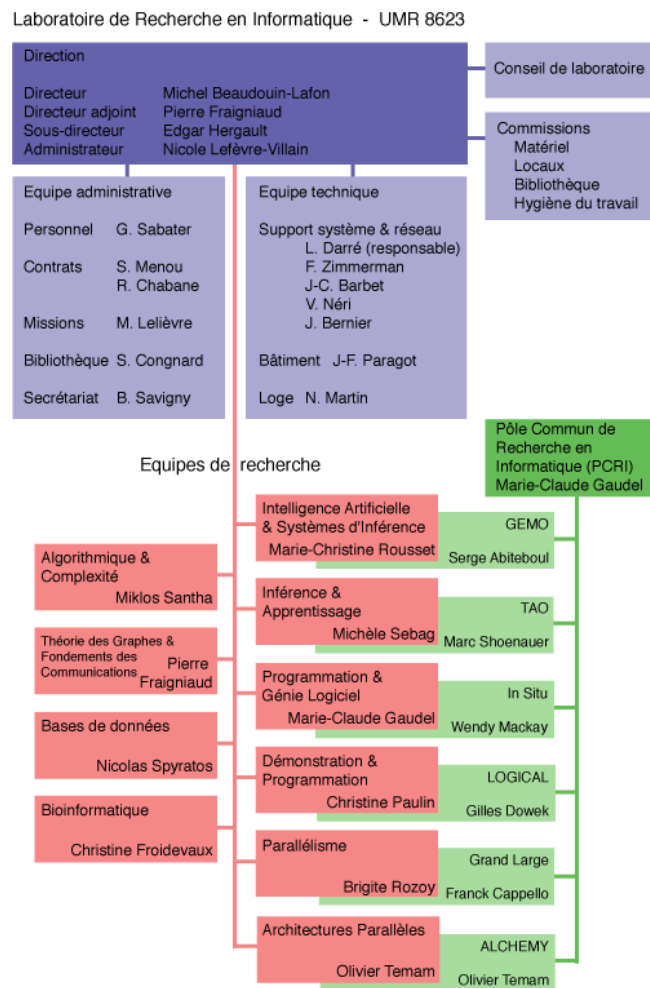 Laboratoire de Recherche en Informatique - UMR 8623
Direction
Directeur Michel Beaudouin-Lafon
Directeur adjoint Pierre Fraigniaud
Sous-directeur Edgar Hergault
Administrateur Nicole Lefèvre-Villain
Conseil de laboratoire
Commissions
Matériel
Locaux
Bibliothèque
Hygiène du travail
Equipe administrative
Personnel G. Sabater
Contrats S. Menou
R. Chabane
Missions M. Lelièvre
Bibliothèque S. Congnard
Secrétariat B. Savigny
Equipe technique
Support système & réseau
L. Darré (responsable)
F. Zimmerman
J-C. Barbet
V. Néri
J. Bernier
Bâtiment J-F. Paragot
Loge N. Martin
Pôle Commun de
Recherche en
Informatique (PCRI)
Marie-Claude Gaudel
Equipes de recherche
Algorithmique &
Complexité
Miklos Santha
Théorie des Graphes &
Fondements des
Communications Pierre
Fraigniaud
Bases de données
Nicolas Spyratos
Bioinformatique
Christine Froidevaux
Intelligence Artificielle
& Systèmes d'Inférence
Marie-Christine Rousset
GEMO
Serge Abiteboul
Inférence &
Apprentissage
Michèle Sebag
TAO
Marc Shoenauer
Programmation &
Génie Logiciel
Marie-Claude Gaudel
In Situ
Wendy Mackay
Démonstration &
Programmation
Christine Paulin
LOGICAL
Gilles Dowek
Parallélisme
Brigite Rozoy
Grand Large
Franck Cappello
Architectures Parallèles
Olivier Temam
ALCHEMY
Olivier Temam